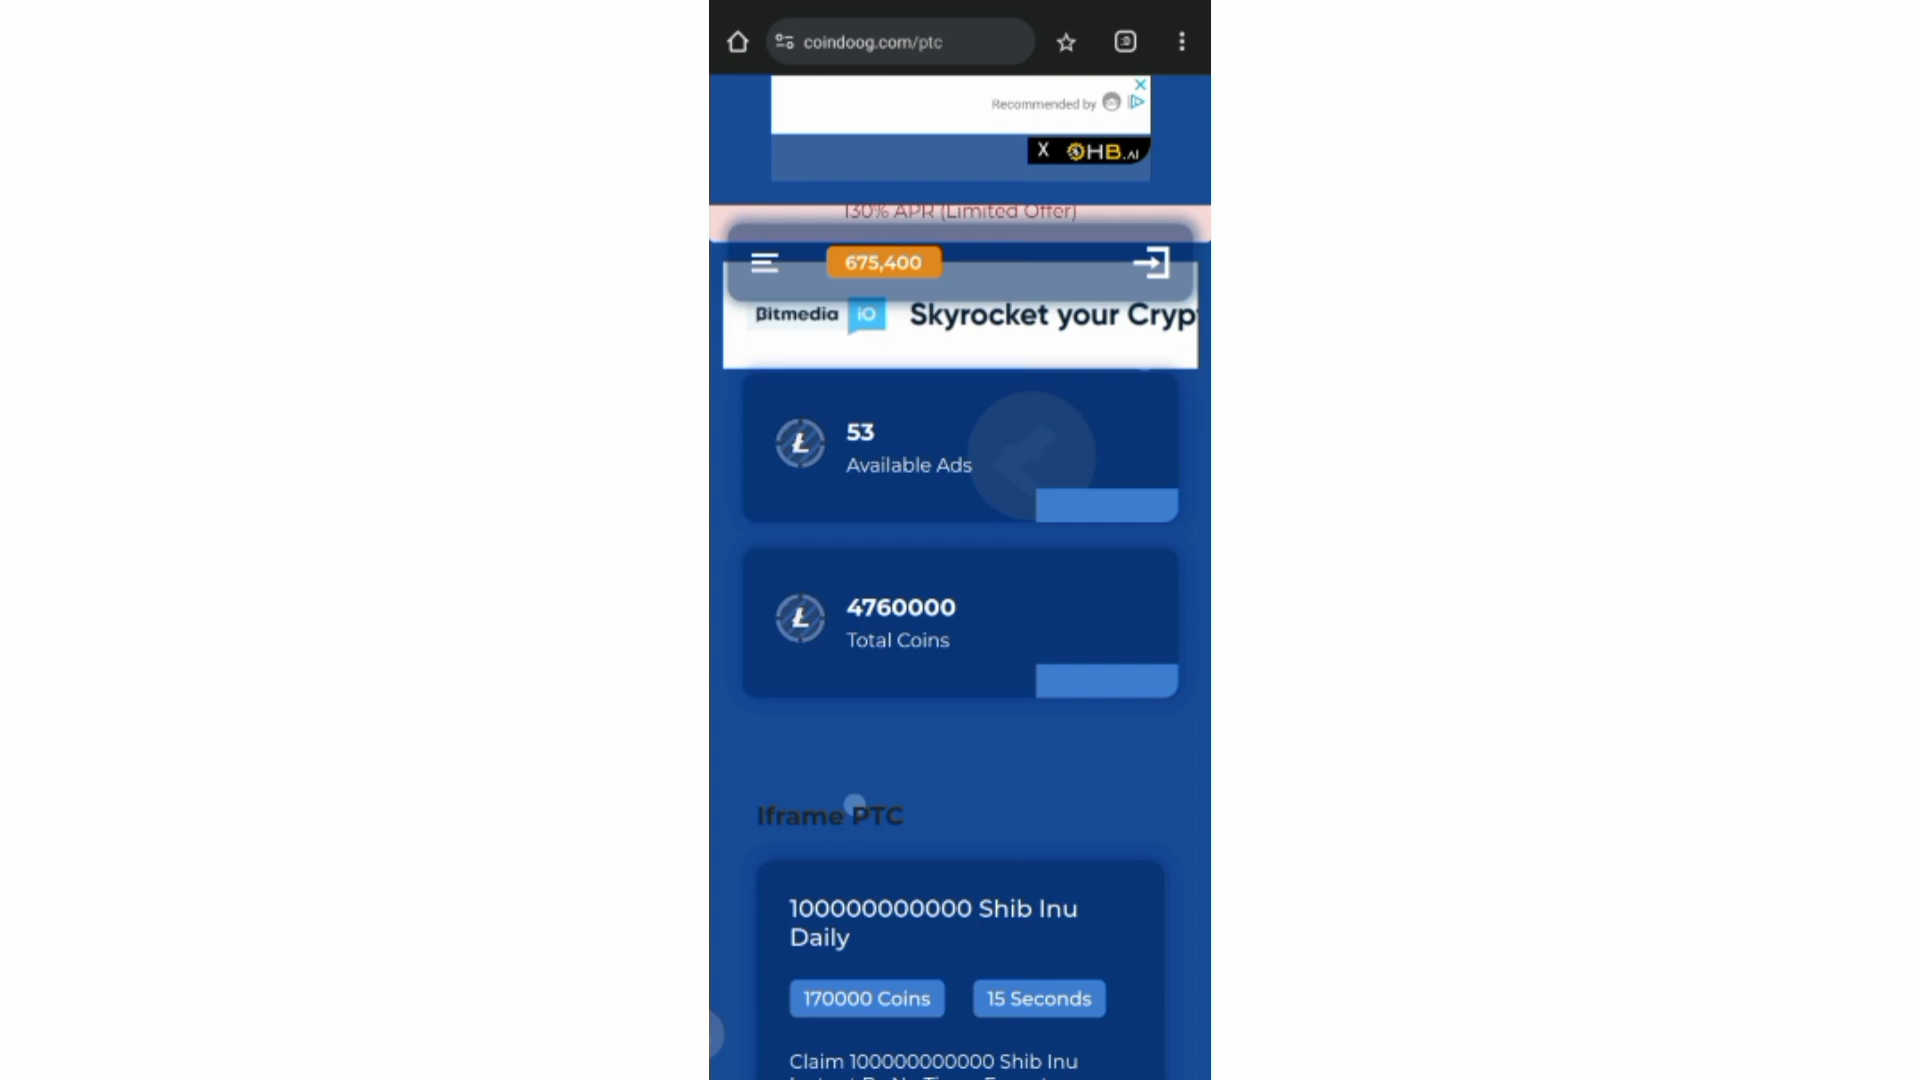 coindoog.com/ptc
Recommended by
X HB.AI
130% APR (Limited Offer)
675,400
Bitmedia IO Skyrocket your Cryp
53
Available Ads
4760000
Total Coins
Iframe PTC
100000000000 Shib Inu
Daily
170000 Coins 15 Seconds
Claim 100000000000 Shib Inu